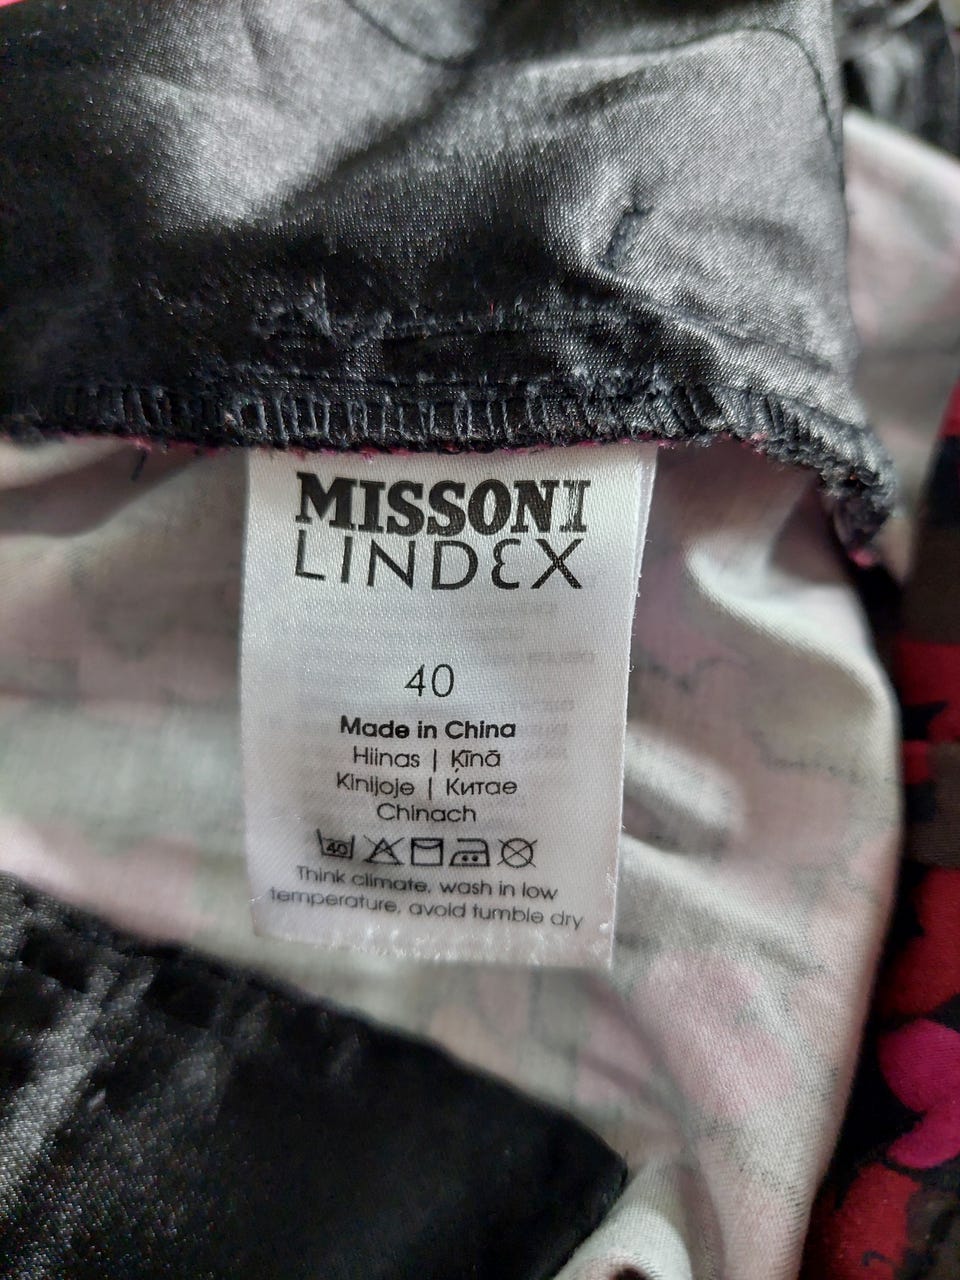 MISSONI
LINDEX
40
Made in China
Hiinas | Ķīnā
Kinijoje | Китае
Chinach
40
Think climate, wash in low
temperature, avoid tumble dry